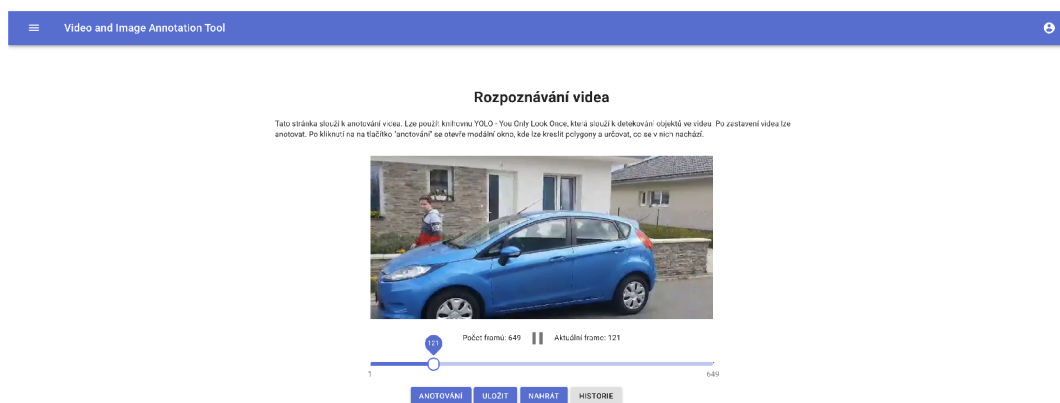 Video and Image Annotation Tool
Rozpoznávání videa
Tato stránka slouží k anotování videa. Lze použít knihovnu YOLO - You Only Look Once, která slouží k detekování objektů ve videu. Po zastavení videa lze
anotovat. Po kliknutí na na tlačítko "anotování" se otevře modální okno, kde lze kreslit polygony a určovat, co se v nich nachází.
Počet framů: 649 Aktuální frame: 121
121
1 649
ANOTOVÁNÍ ULOŽIT NAHRÁT HISTORIE